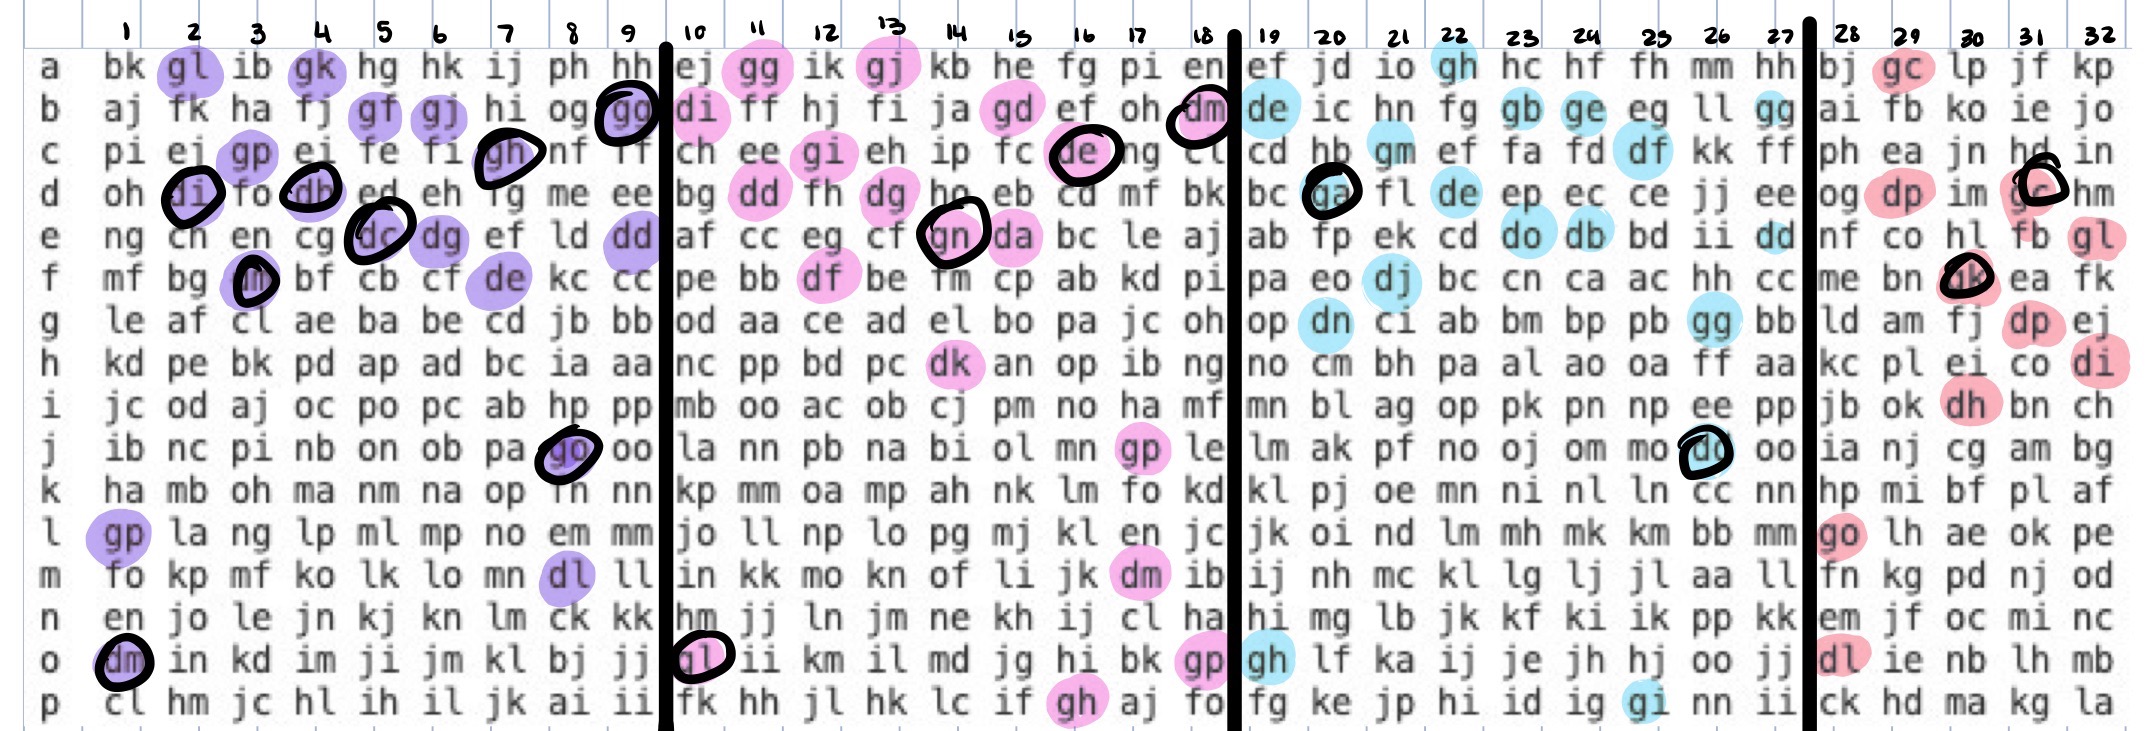 1 2 3 4 5 6 7 8 9 10 11 12 13 14 15 16 17 18 19 20 21 22 23 24 25 26 27 28 29 30 31 32
a bk gl ib gk hg hk ij ph hh ej gg ik gj kb he fg pi en ef jd io gh hc hf fh mm hh bj gc lp jf kp
b aj fk ha fj gf gj hi og gg di ff hj fi ja gd ef oh dm de ic hn fg gb ge eg ll gg ai fb ko ie jo
c pi ej gp ei fe fi gh nf ff ch ee gi eh ip fc de ng cl cd hb gm ef fa fd df kk ff ph ea jn hd in
d oh di fo dh ed eh fg me ee bg dd fh dg ho eb cd mf bk bc ga fl de ep ec ce jj ee og dp im gc hm
e ng ch en cg dc dg ef ld dd af cc eg cf gn da bc le aj ab fp ek cd do db bd ii dd nf co hl fb gl
f mf bg dm bf cb cf de kc cc pe bb df be fm cp ab kd pi pa eo dj bc cn ca ac hh cc me bn gk ea fk
g le af cl ae ba be cd jb bb od aa ce ad el bo pa jc oh op dn ci ab bm bp pb gg bb ld am fj dp ej
h kd pe bk pd ap ad bc ia aa nc pp bd pc dk an op ib ng no cm bh pa al ao oa ff aa kc pl ei co di
i jc od aj oc po pc ab hp pp mb oo ac ob cj pm no ha mf mn bl ag op pk pn np ee pp jb ok dh bn ch
j ib nc pi nb on ob pa go oo la nn pb na bi ol mn gp le lm ak pf no oj om mo dd oo ia nj cg am bg
k ha mb oh ma nm na op fn nn kp mm oa mp ah nk lm fo kd kl pj oe mn ni nl ln cc nn hp mi bf pl af
l gp la ng lp ml mp no em mm jo ll np lo pg mj kl en jc jk oi nd lm mh mk km bb mm go lh ae ok pe
m fo kp mf ko lk lo mn dl ll in kk mo kn of li jk dm ib ij nh mc kl lg lj jl aa ll fn kg pd nj od
n en jo le jn kj kn lm ck kk hm jj ln jm ne kh ij cl ha hi mg lb jk kf ki ik pp kk em jf oc mi nc
o dm in kd im ji jm kl bj jj gl ii km il md jg hi bk gp gh lf ka ij je jh hj oo jj dl ie nb lh mb
p cl hm jc hl ih il jk ai ii fk hh jl hk lc if gh aj fo fg ke jp hi id ig gi nn ii ck hd ma kg la